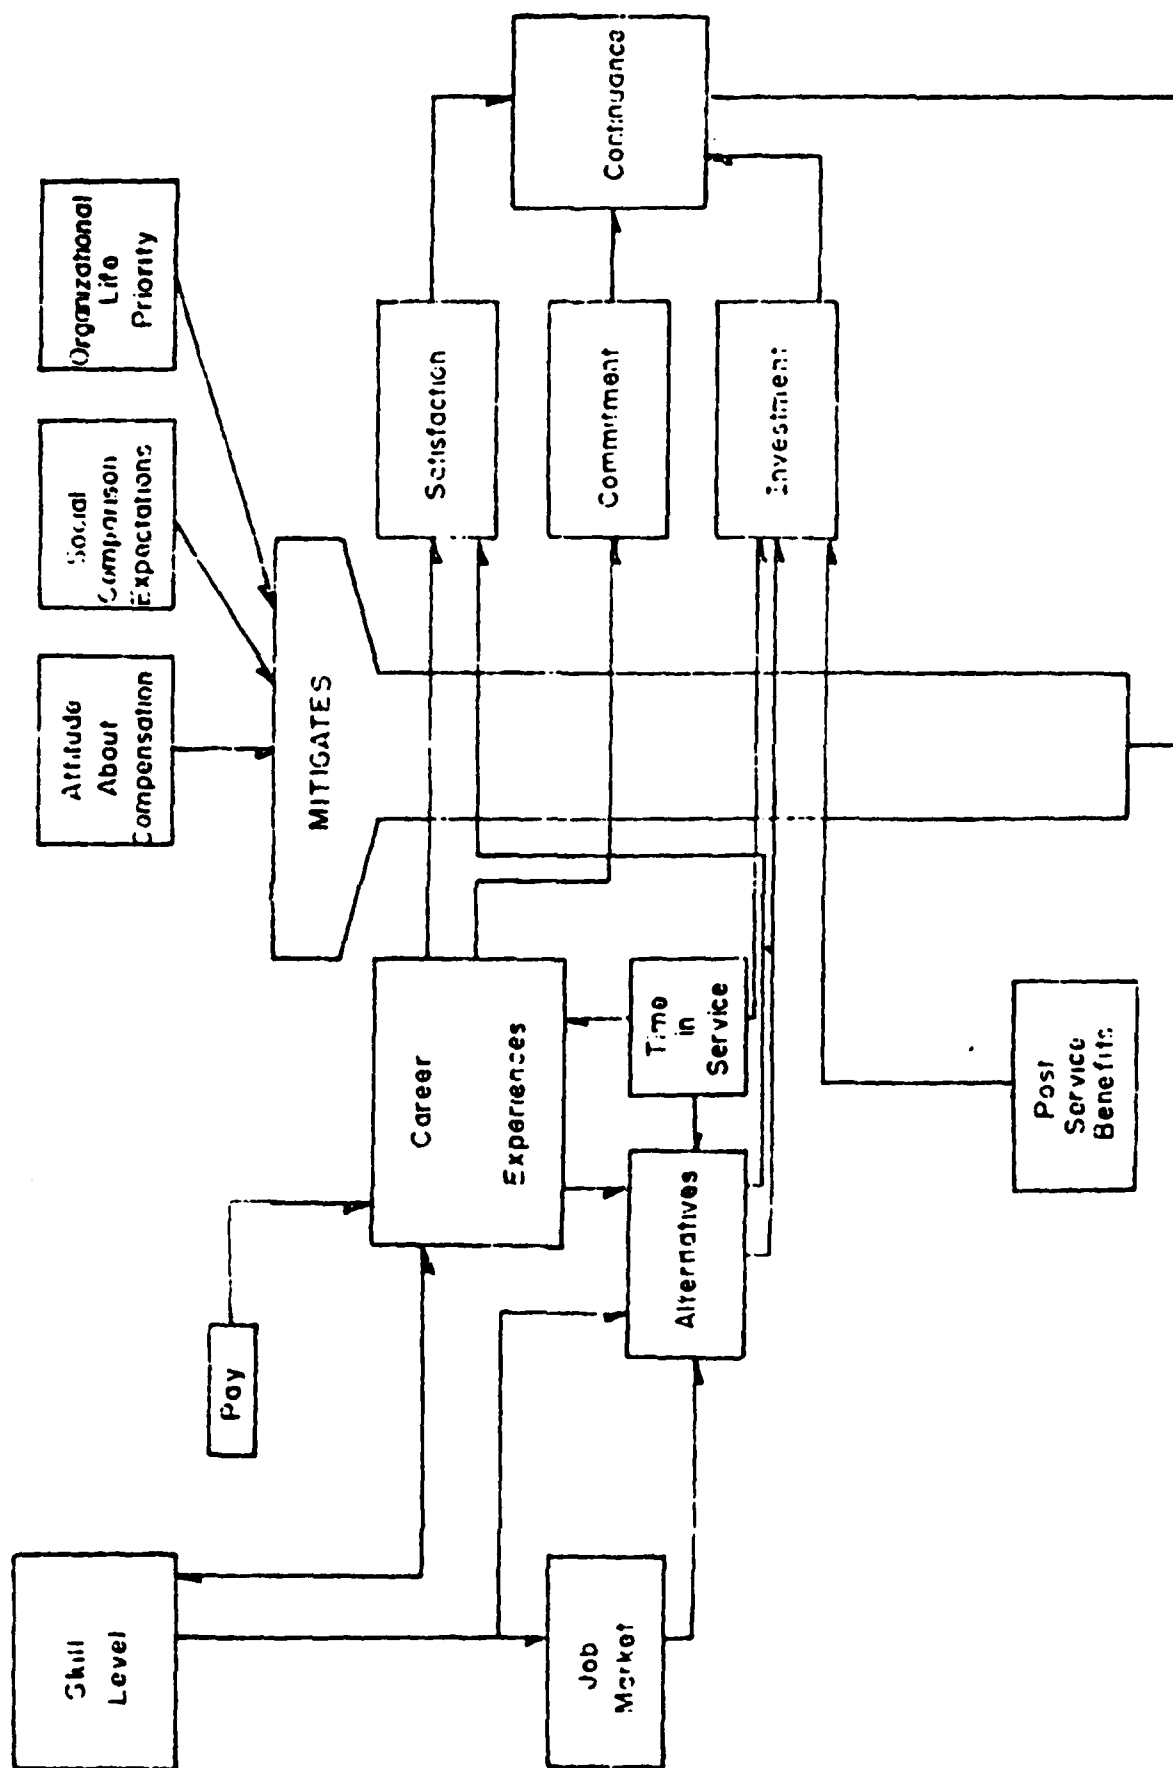 Skill
Level
Pay
Attitude
About
Compensation
Social
Comparison
Expectations
Organizational
Life
Priority
MITIGATES
Career
Experiences
Satisfaction
Continuance
Job
Market
Alternatives
Time
in
Service
Commitment
Investment
Post
Service
Benefits